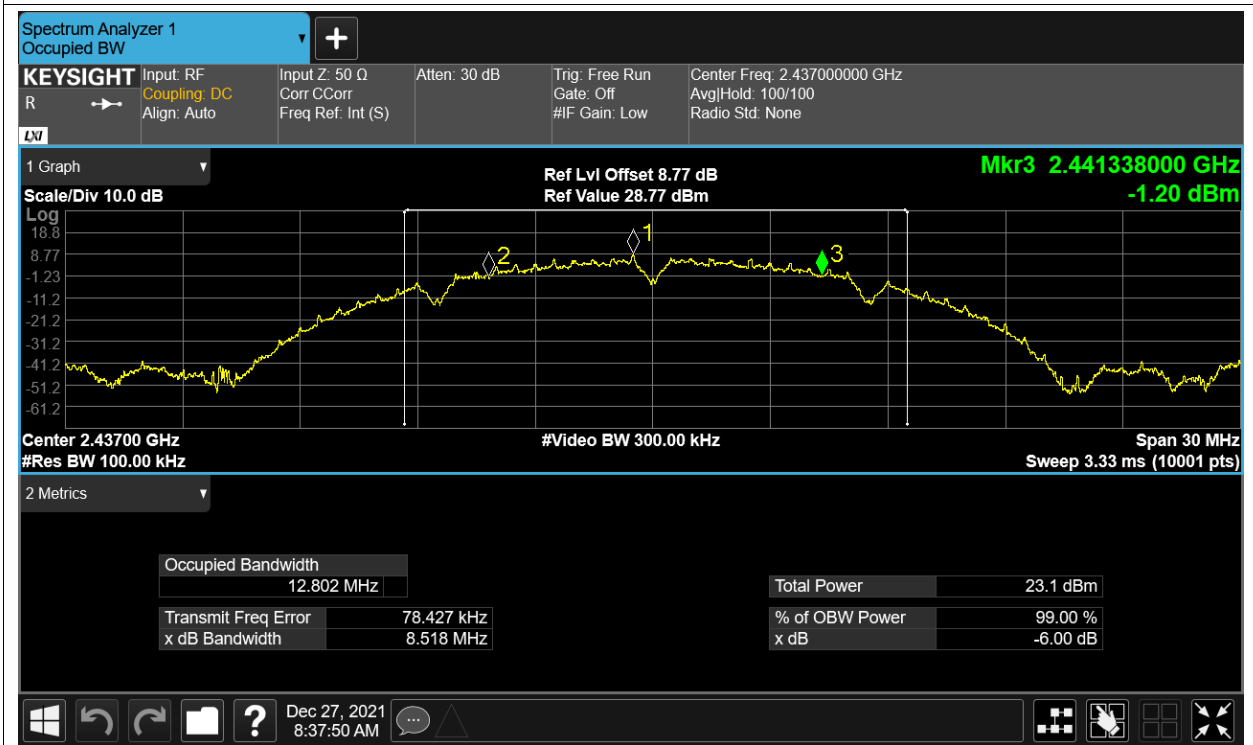 Spectrum Analyzer 1
Occupied BW
KEYSIGHT
R
LXI
Input: RF
Coupling: DC
Align: Auto
Input Z: 50 Ω
Corr CCorr
Freq Ref: Int (S)
Atten: 30 dB
Trig: Free Run
Gate: Off
#IF Gain: Low
Center Freq: 2.437000000 GHz
Avg|Hold: 100/100
Radio Std: None
1 Graph
Scale/Div 10.0 dB
Ref Lvl Offset 8.77 dB
Ref Value 28.77 dBm
Mkr3 2.441338000 GHz
-1.20 dBm
Log
18.8
8.77
-1.23
-11.2
-21.2
-31.2
-41.2
-51.2
-61.2
2
1
3
Center 2.43700 GHz
#Res BW 100.00 kHz
#Video BW 300.00 kHz
Span 30 MHz
Sweep 3.33 ms (10001 pts)
2 Metrics
Occupied Bandwidth
12.802 MHz
Transmit Freq Error 78.427 kHz
x dB Bandwidth 8.518 MHz
Total Power 23.1 dBm
% of OBW Power 99.00 %
x dB -6.00 dB
?
Dec 27, 2021
8:37:50 AM